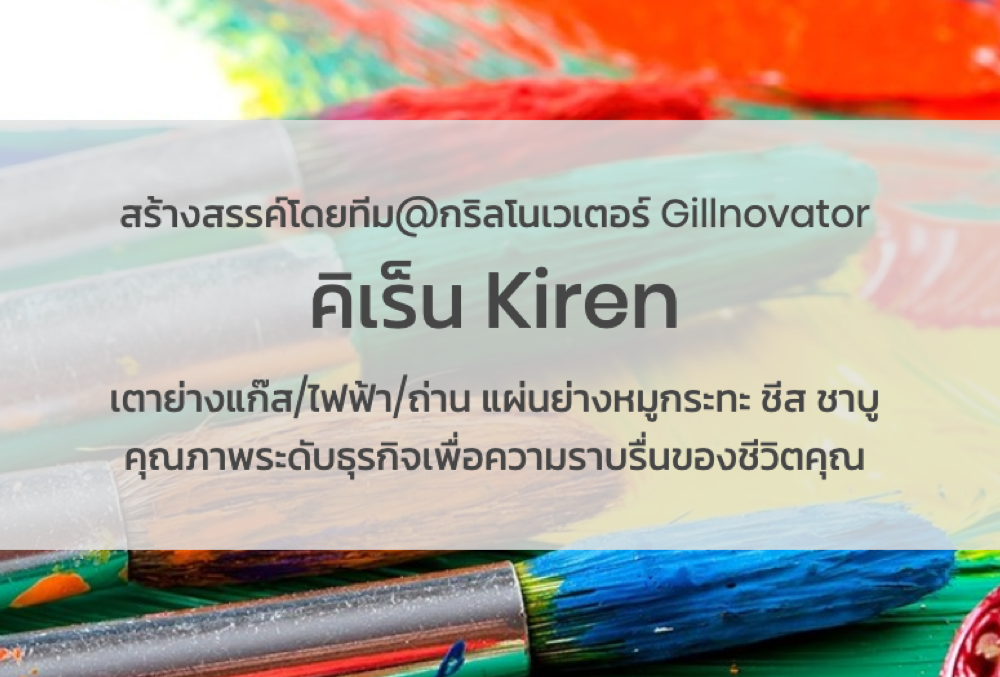 สร้างสรรค์โดยทีม@กริลโนเวเตอร์ Gillnovator
คิเร็น Kiren
เตาย่างแก๊ส/ไฟฟ้า/ถ่าน แผ่นย่างหมูกระทะ ชีส ชาบู
คุณภาพระดับธุรกิจเพื่อความราบรื่นของชีวิตคุณ